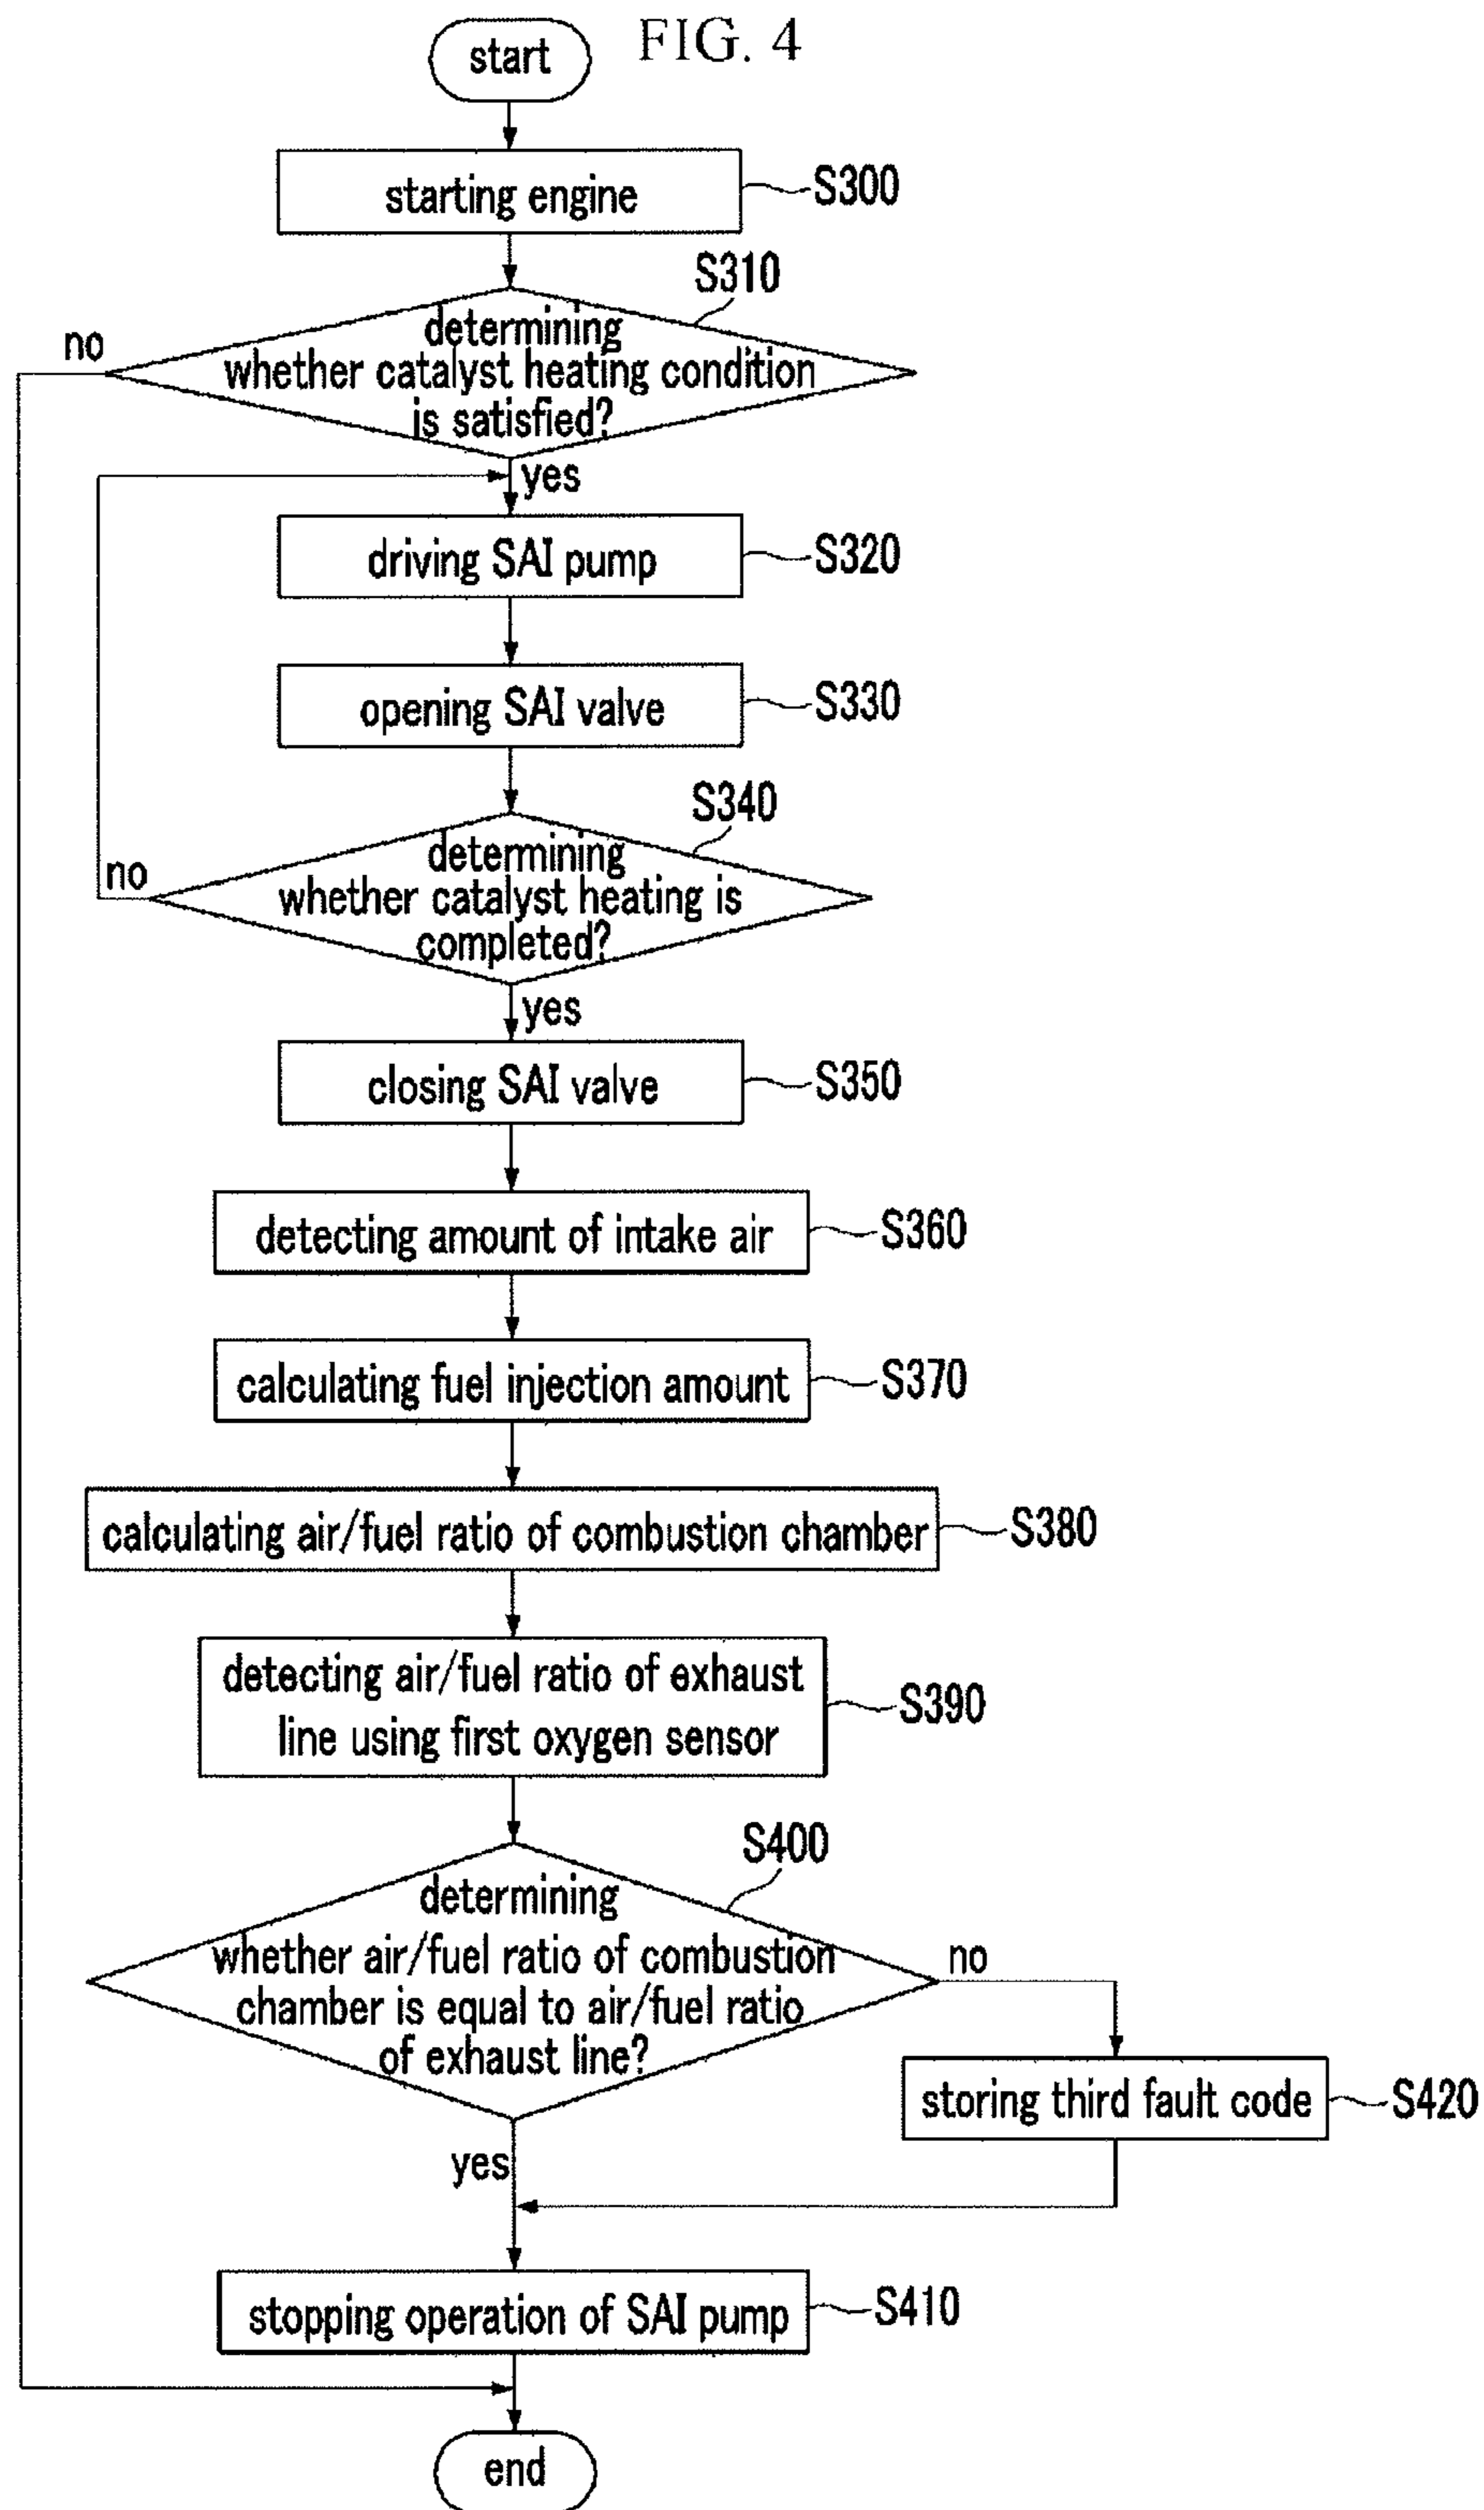 FIG. 4
start
starting engine
S300
S310
determining
whether catalyst heating condition
is satisfied?
no
yes
driving SAI pump
S320
opening SAI valve
S330
S340
determining
whether catalyst heating is
completed?
no
yes
closing SAI valve
S350
detecting amount of intake air
S360
calculating fuel injection amount
S370
calculating air/fuel ratio of combustion chamber
S380
detecting air/fuel ratio of exhaust
line using first oxygen sensor
S390
S400
determining
whether air/fuel ratio of combustion
chamber is equal to air/fuel ratio
of exhaust line?
no
storing third fault code
S420
yes
stopping operation of SAI pump
S410
end